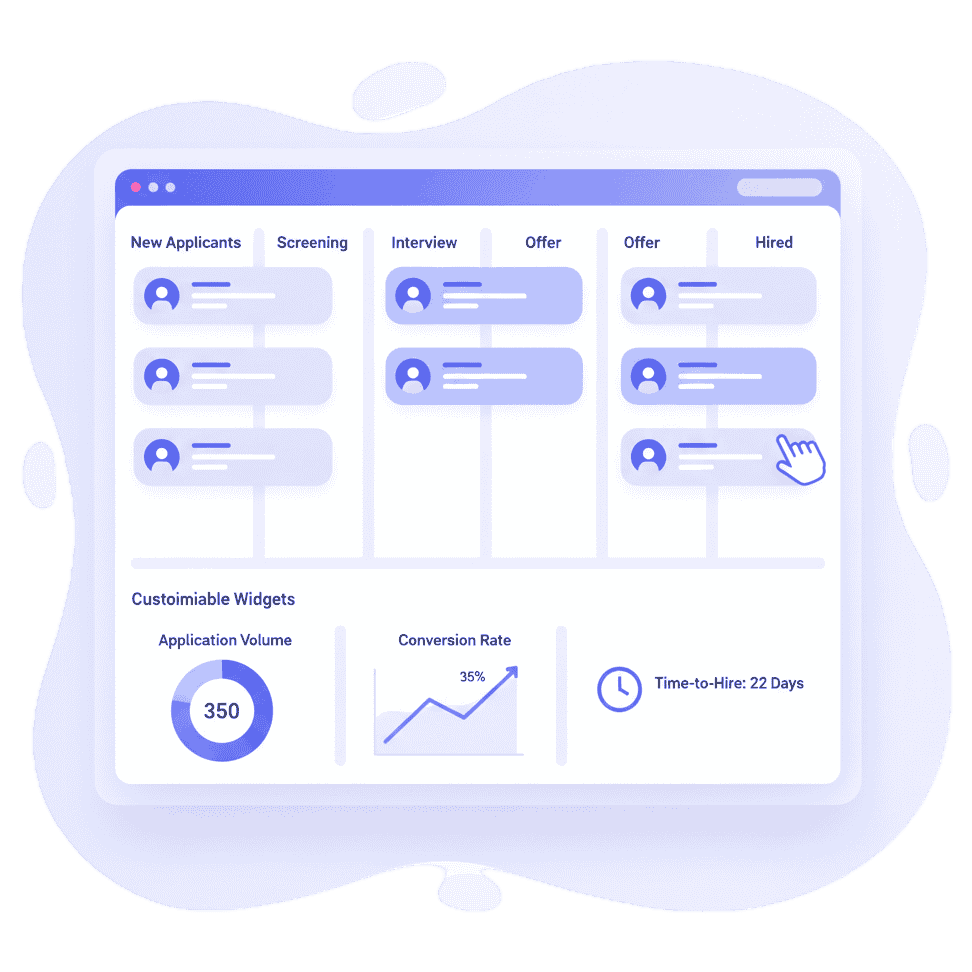 New Applicants Screening Interview Offer Offer Hired
Custoimiable Widgets
Application Volume
350
Conversion Rate
35%
Time-to-Hire: 22 Days